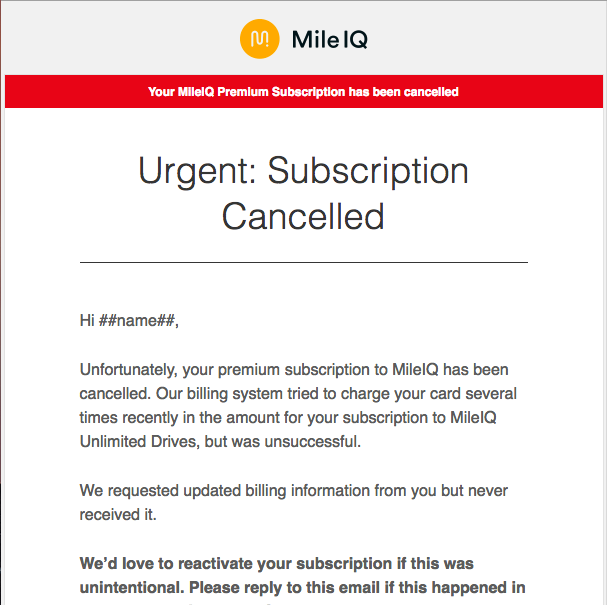 MileIQ
Your MileIQ Premium Subscription has been cancelled
Urgent: Subscription
Cancelled
Hi ##name##,
Unfortunately, your premium subscription to MileIQ has been
cancelled. Our billing system tried to charge your card several
times recently in the amount for your subscription to MileIQ
Unlimited Drives, but was unsuccessful.
We requested updated billing information from you but never
received it.
We’d love to reactivate your subscription if this was
unintentional. Please reply to this email if this happened in